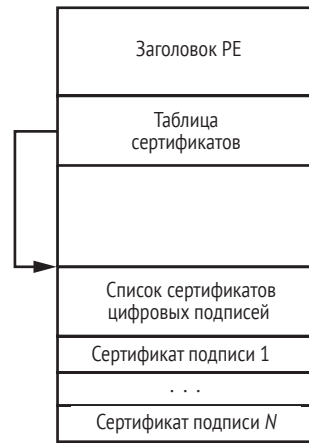 Заголовок PE
Таблица
сертификатов
Список сертификатов
цифровых подписей
Сертификат подписи 1
. . .
Сертификат подписи N